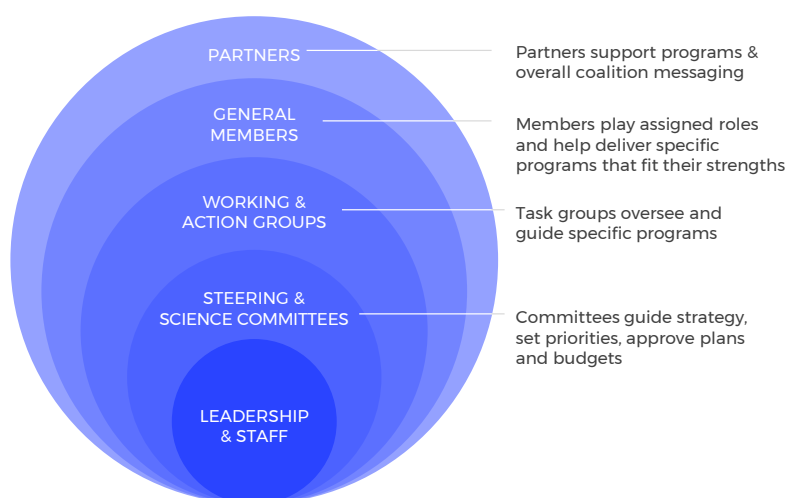 PARTNERS
Partners support programs &
overall coalition messaging
GENERAL
MEMBERS
Members play assigned roles
and help deliver specific
programs that fit their strengths
WORKING &
ACTION GROUPS
Task groups oversee and
guide specific programs
STEERING &
SCIENCE COMMITTEES
Committees guide strategy,
set priorities, approve plans
and budgets
LEADERSHIP
& STAFF